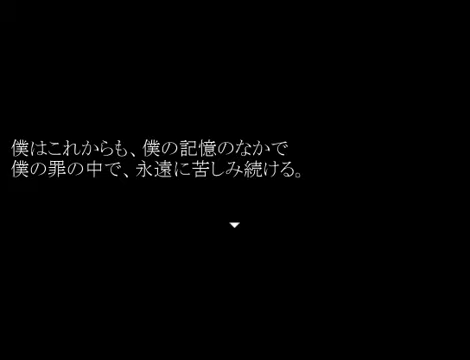 僕はこれからも、僕の記憶のなかで
僕の罪の中で、永遠に苦しみ続ける。